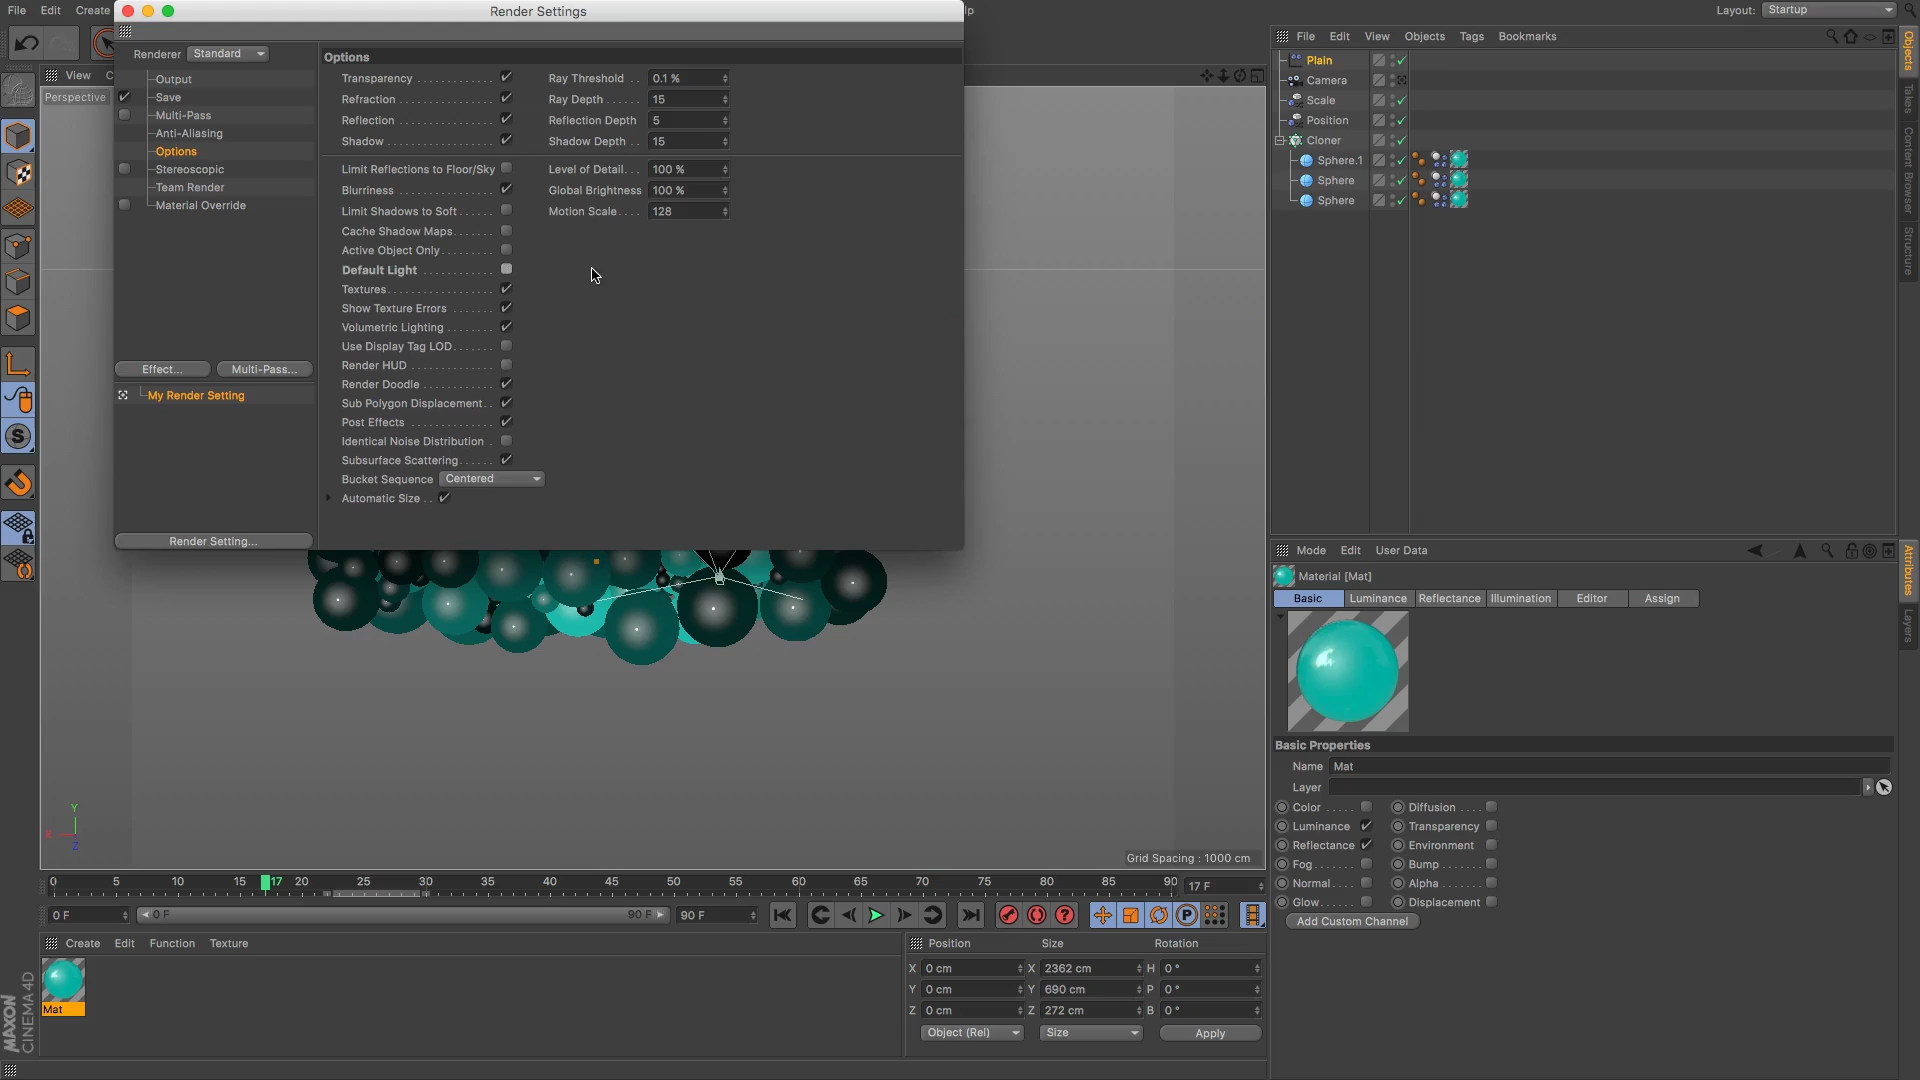 File Edit Create
Render Settings
lp
Layout: Startup
Renderer Standard
Output
Save
Multi-Pass
Anti-Aliasing
Options
Stereoscopic
Team Render
Material Override
Effect...
Multi-Pass...
My Render Setting
Render Setting...
Options
Transparency
Ray Threshold 0.1 %
Refraction
Ray Depth 15
Reflection
Reflection Depth 5
Shadow
Shadow Depth 15
Limit Reflections to Floor/Sky
Level of Detail 100 %
Blurriness
Global Brightness 100 %
Limit Shadows to Soft
Motion Scale 128
Cache Shadow Maps
Active Object Only
Default Light
Textures
Show Texture Errors
Volumetric Lighting
Use Display Tag LOD
Render HUD
Render Doodle
Sub Polygon Displacement
Post Effects
Identical Noise Distribution
Subsurface Scattering
Bucket Sequence Centered
Automatic Size
View C
Perspective
Y
X
Z
Grid Spacing : 1000 cm
File Edit View Objects Tags Bookmarks
Plain
Camera
Scale
Position
Cloner
Sphere.1
Sphere
Sphere
Objects
Takes
Content Browser
Structure
Mode Edit User Data
Material [Mat]
Basic Luminance Reflectance Illumination Editor Assign
Basic Properties
Name Mat
Layer
Color
Diffusion
Luminance
Transparency
Reflectance
Environment
Fog
Bump
Normal
Alpha
Glow
Displacement
Add Custom Channel
Attributes
Layers
0 5 10 15 17 20 25 30 35 40 45 50 55 60 65 70 75 80 85 90
17 F
0 F
0 F
90 F
90 F
P
Create Edit Function Texture
Mat
MAXON
CINEMA 4D
Position Size Rotation
X 0 cm X 2362 cm H 0 °
Y 0 cm Y 690 cm P 0 °
Z 0 cm Z 272 cm B 0 °
Object (Rel) Size Apply